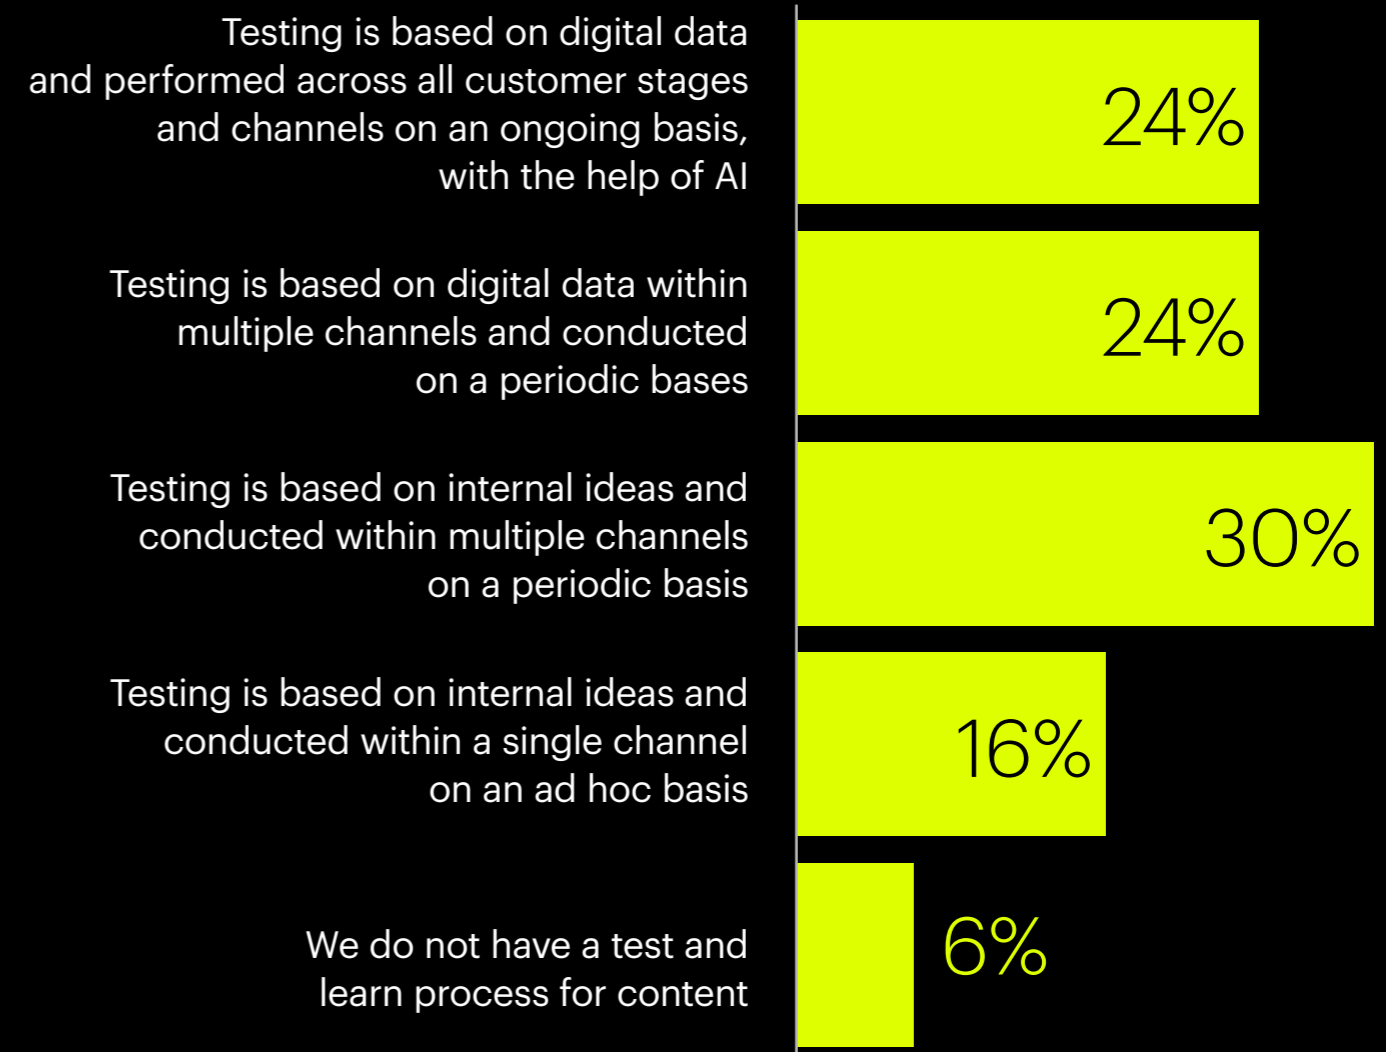 Testing is based on digital data
and performed across all customer stages
and channels on an ongoing basis,
with the help of AI
24%
Testing is based on digital data within
multiple channels and conducted
on a periodic bases
24%
Testing is based on internal ideas and
conducted within multiple channels
on a periodic basis
30%
Testing is based on internal ideas and
conducted within a single channel
on an ad hoc basis
16%
We do not have a test and
learn process for content
6%